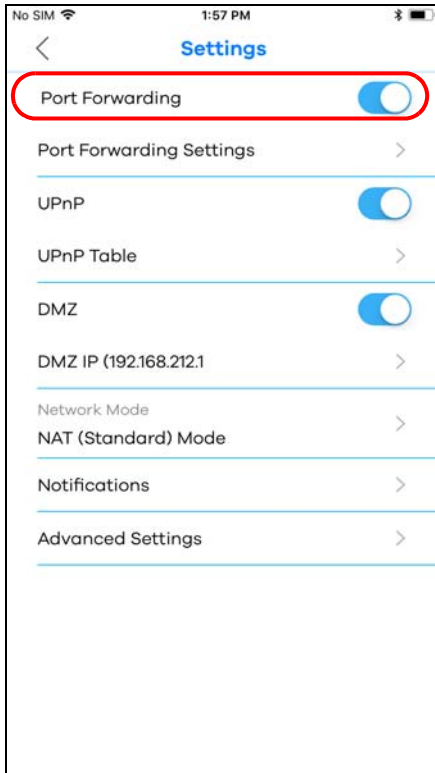 No SIM 1:57 PM
Settings
Port Forwarding
Port Forwarding Settings
UPnP
UPnP Table
DMZ
DMZ IP (192.168.212.1
Network Mode
NAT (Standard) Mode
Notifications
Advanced Settings